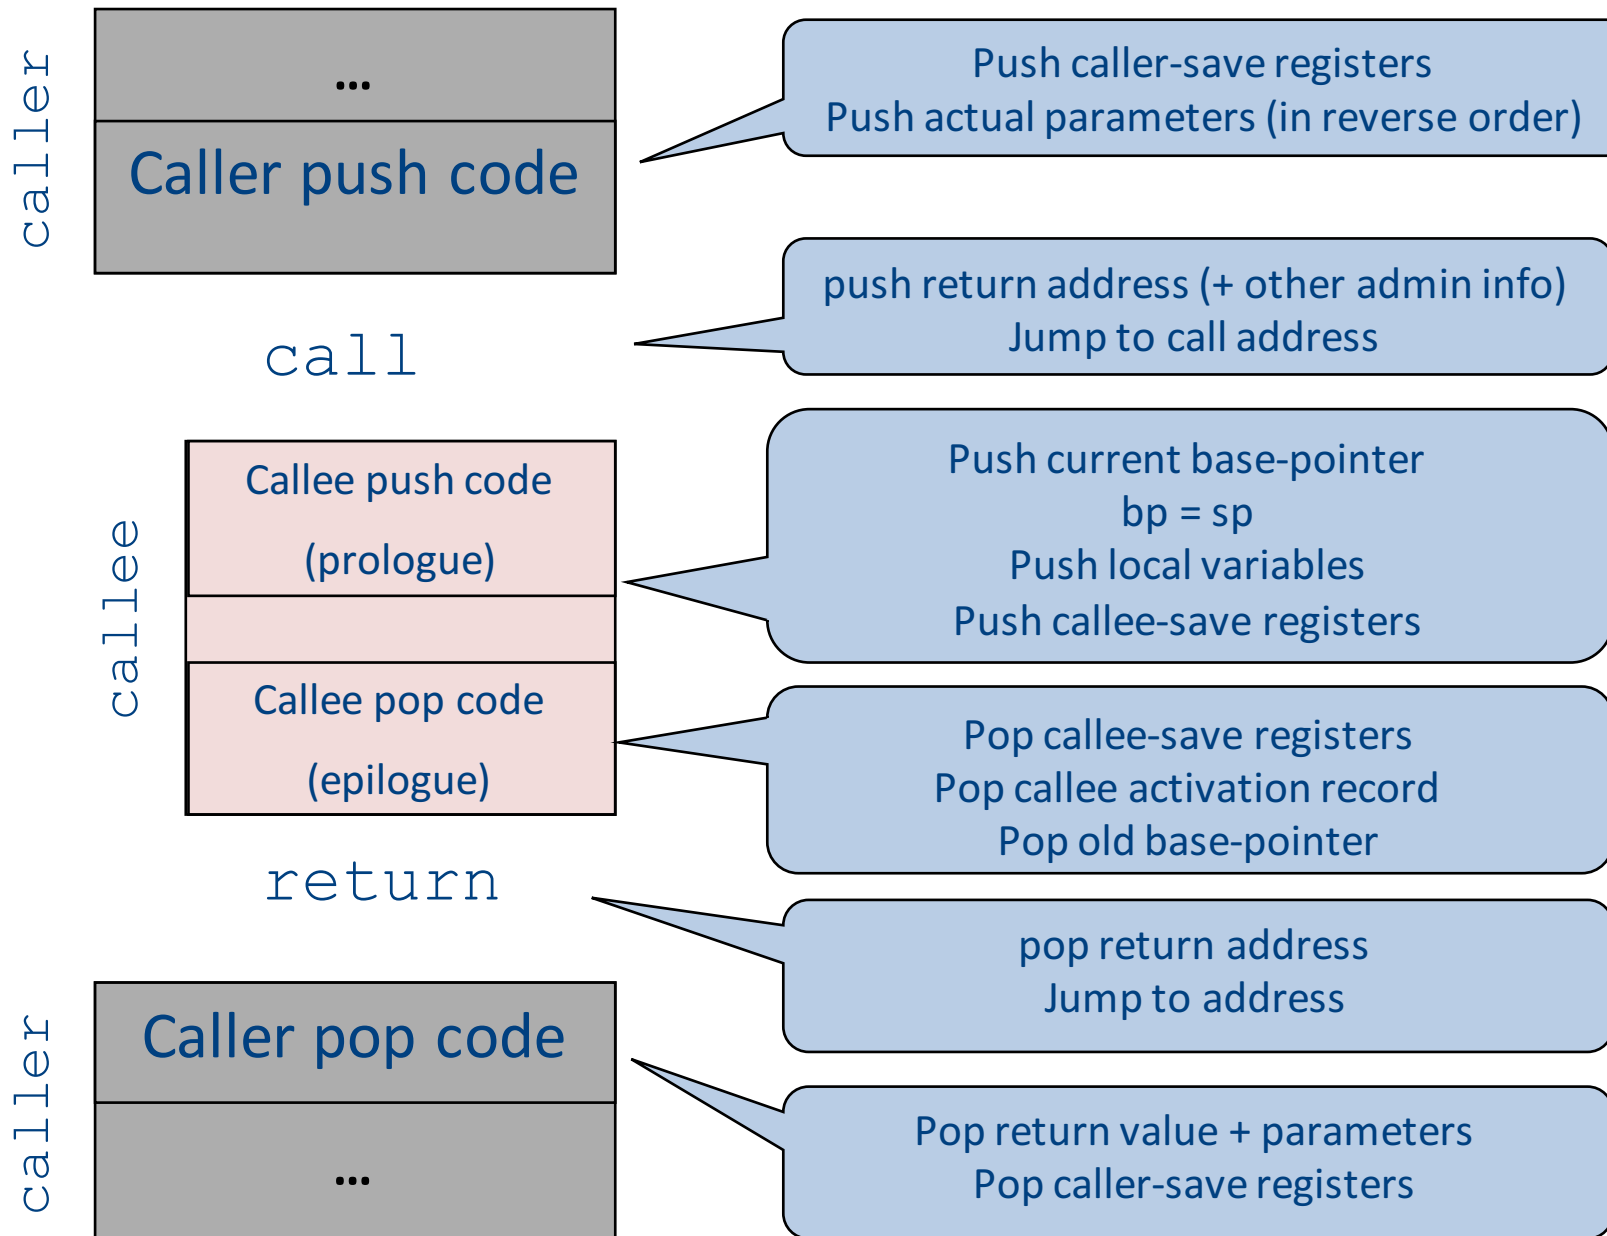 caller
...
Caller push code
Push caller-save registers
Push actual parameters (in reverse order)
call
push return address (+ other admin info)
Jump to call address
callee
Callee push code
(prologue)
Push current base-pointer
bp = sp
Push local variables
Push callee-save registers
Callee pop code
(epilogue)
Pop callee-save registers
Pop callee activation record
Pop old base-pointer
return
pop return address
Jump to address
caller
Caller pop code
...
Pop return value + parameters
Pop caller-save registers